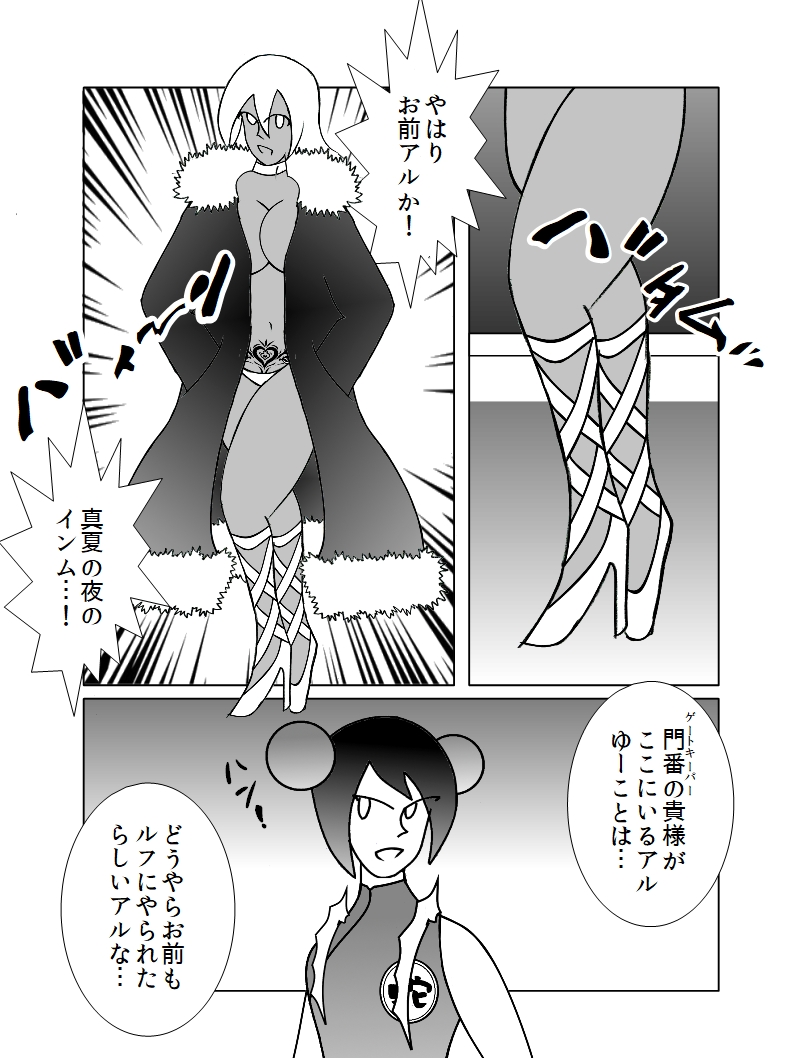 バタムッ
やはり
お前アルか！
バァーーン
真夏の夜の
インム…！
門番の貴様が
ゲートキーパー
ここにいるアル
ゆーことは…
ハッ！
どうやらお前も
ルフにやられた
らしいアルな…
蛇